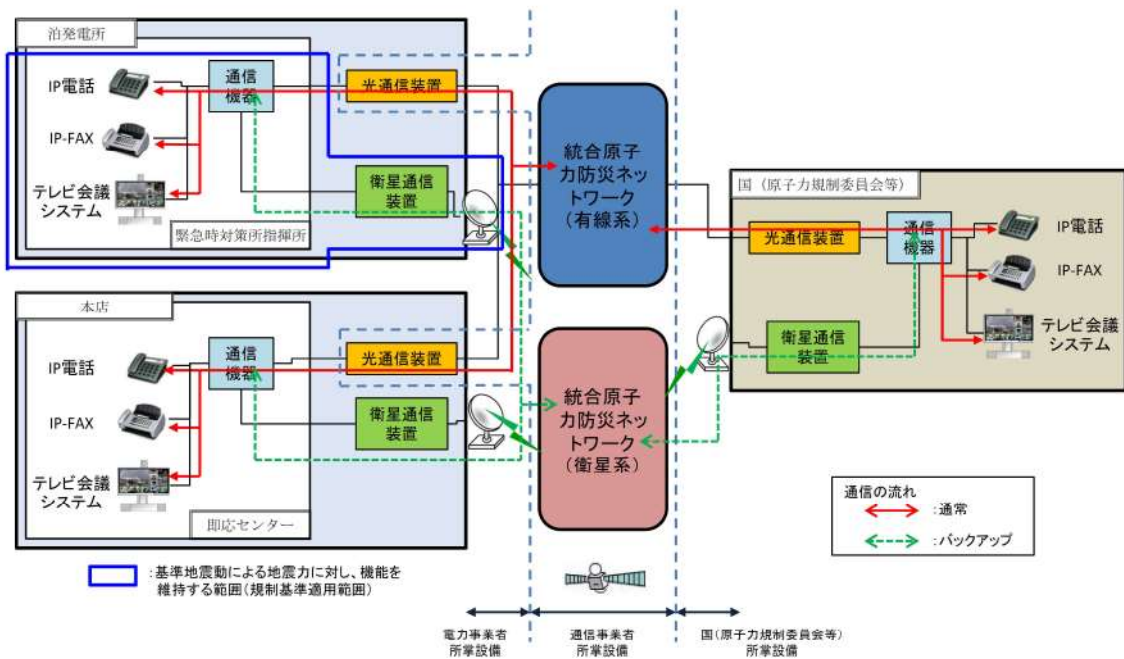 泊発電所
IP電話
IP-FAX
テレビ会議
システム
通信
機器
光通信装置
衛星通信
装置
緊急時対策所指揮所
本店
IP電話
IP-FAX
テレビ会議
システム
通信
機器
光通信装置
衛星通信
装置
即応センター
統合原子
力防災ネッ
トワーク
（有線系）
統合原子
力防災ネッ
トワーク
（衛星系）
国（原子力規制委員会等）
光通信装置
通信
機器
衛星通信
装置
IP電話
IP-FAX
テレビ会議
システム
通信の流れ
:通常
:バックアップ
:基準地震動による地震力に対し、機能を
維持する範囲（規制基準適用範囲）
電力事業者
所掌設備
通信事業者
所掌設備
国（原子力規制委員会等）
所掌設備